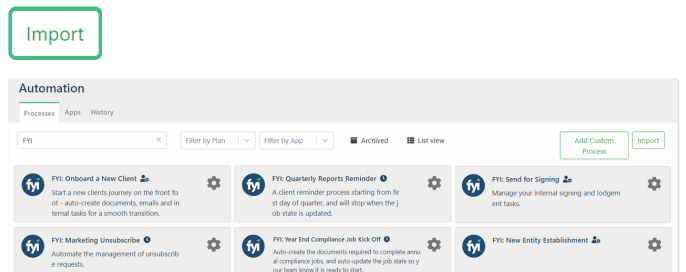 Import
Automation
Processes Apps History
FYI Filter by Plan Filter by App Archived List view Add Custom Process Import
fyi
FYI: Onboard a New Client
Start a new clients journey on the front fo
ot - auto-create documents, emails and in
ternal tasks for a smooth transition.
fyi
FYI: Quarterly Reports Reminder
A client reminder process starting from fir
st day of quarter, and will stop when the j
ob state is updated.
fyi
FYI: Send for Signing
Manage your internal signing and lodgem
ent tasks.
fyi
FYI: Marketing Unsubscribe
Automate the management of unsubscrib
e requests.
fyi
FYI: Year End Compliance Job Kick Off
Auto-create the documents required to complete annu
al compliance jobs, and auto-update the job state so y
our team know it is ready to start.
fyi
FYI: New Entity Establishment